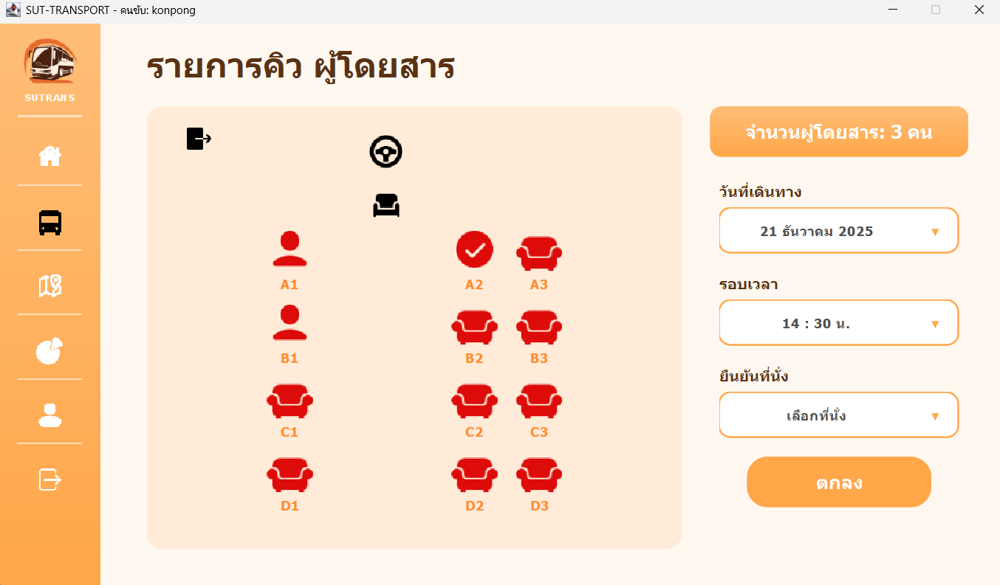 SUT-TRANSPORT - คนขับ: konpong
SUTRANS
รายการคิว ผู้โดยสาร
จำนวนผู้โดยสาร: 3 คน
วันที่เดินทาง
21 ธันวาคม 2025
รอบเวลา
14 : 30 น.
ยืนยันที่นั่ง
เลือกที่นั่ง
ตกลง
A1 A2 A3
B1 B2 B3
C1 C2 C3
D1 D2 D3